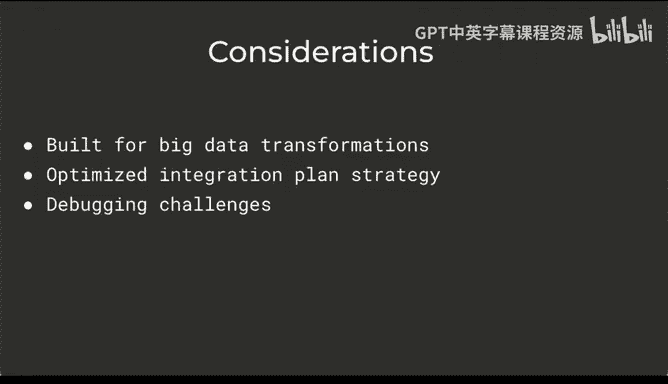 GPT中英字幕课程资源 bilibili
Considerations
● Built for big data transformations
● Optimized integration plan strategy
● Debugging challenges